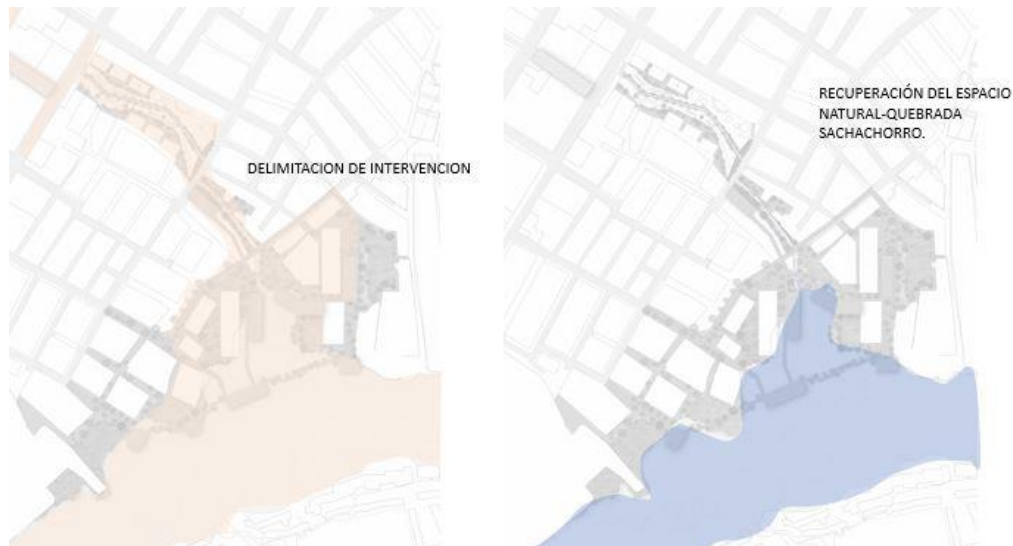 DELIMITACION DE INTERVENCION
RECUPERACIÓN DEL ESPACIO
NATURAL-QUEBRADA
SACHACHORRO.